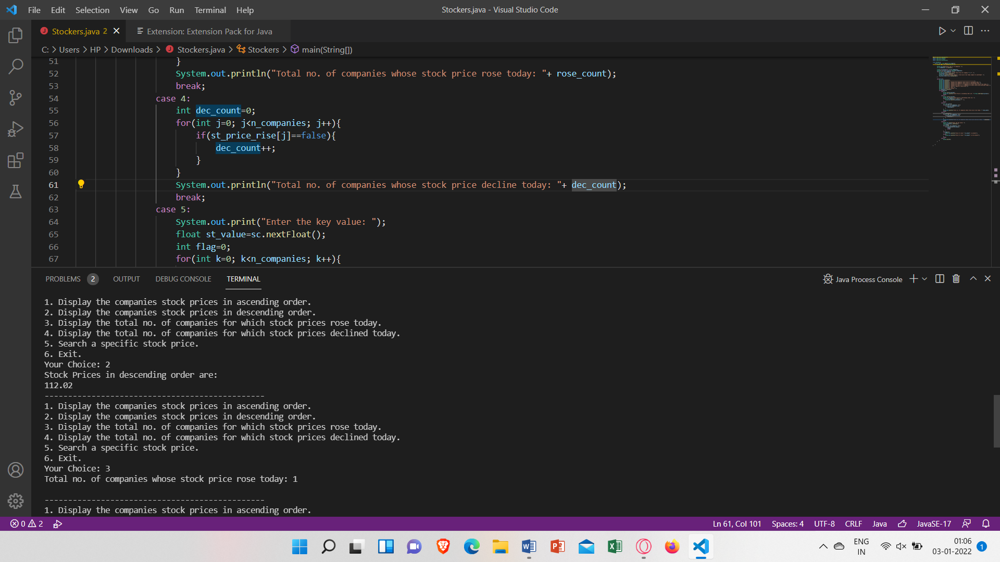 File Edit Selection View Go Run Terminal Help
Stockers.java - Visual Studio Code
Stockers.java 2
Extension: Extension Pack for Java
C: > Users > HP > Downloads > Stockers.java > Stockers > main(String[])
51 }
52 System.out.println("Total no. of companies whose stock price rose today: "+ rose_count);
53 break;
54 case 4:
55 int dec_count=0;
56 for(int j=0; j<n_companies; j++){
57 if(st_price_rise[j]==false){
58 dec_count++;
59 }
60 }
61 System.out.println("Total no. of companies whose stock price decline today: "+ dec_count);
62 break;
63 case 5:
64 System.out.print("Enter the key value: ");
65 float st_value=sc.nextFloat();
66 int flag=0;
67 for(int k=0; k<n_companies; k++){
PROBLEMS 2 OUTPUT DEBUG CONSOLE TERMINAL
Java Process Console
1. Display the companies stock prices in ascending order.
2. Display the companies stock prices in descending order.
3. Display the total no. of companies for which stock prices rose today.
4. Display the total no. of companies for which stock prices declined today.
5. Search a specific stock price.
6. Exit.
Your Choice: 2
Stock Prices in descending order are:
112.02
-----------------------------------------------
1. Display the companies stock prices in ascending order.
2. Display the companies stock prices in descending order.
3. Display the total no. of companies for which stock prices rose today.
4. Display the total no. of companies for which stock prices declined today.
5. Search a specific stock price.
6. Exit.
Your Choice: 3
Total no. of companies whose stock price rose today: 1
-----------------------------------------------
1. Display the companies stock prices in ascending order.
0 2
Ln 61, Col 101 Spaces: 4 UTF-8 CRLF Java JavaSE-17
ENG
IN
01:06
03-01-2022
1